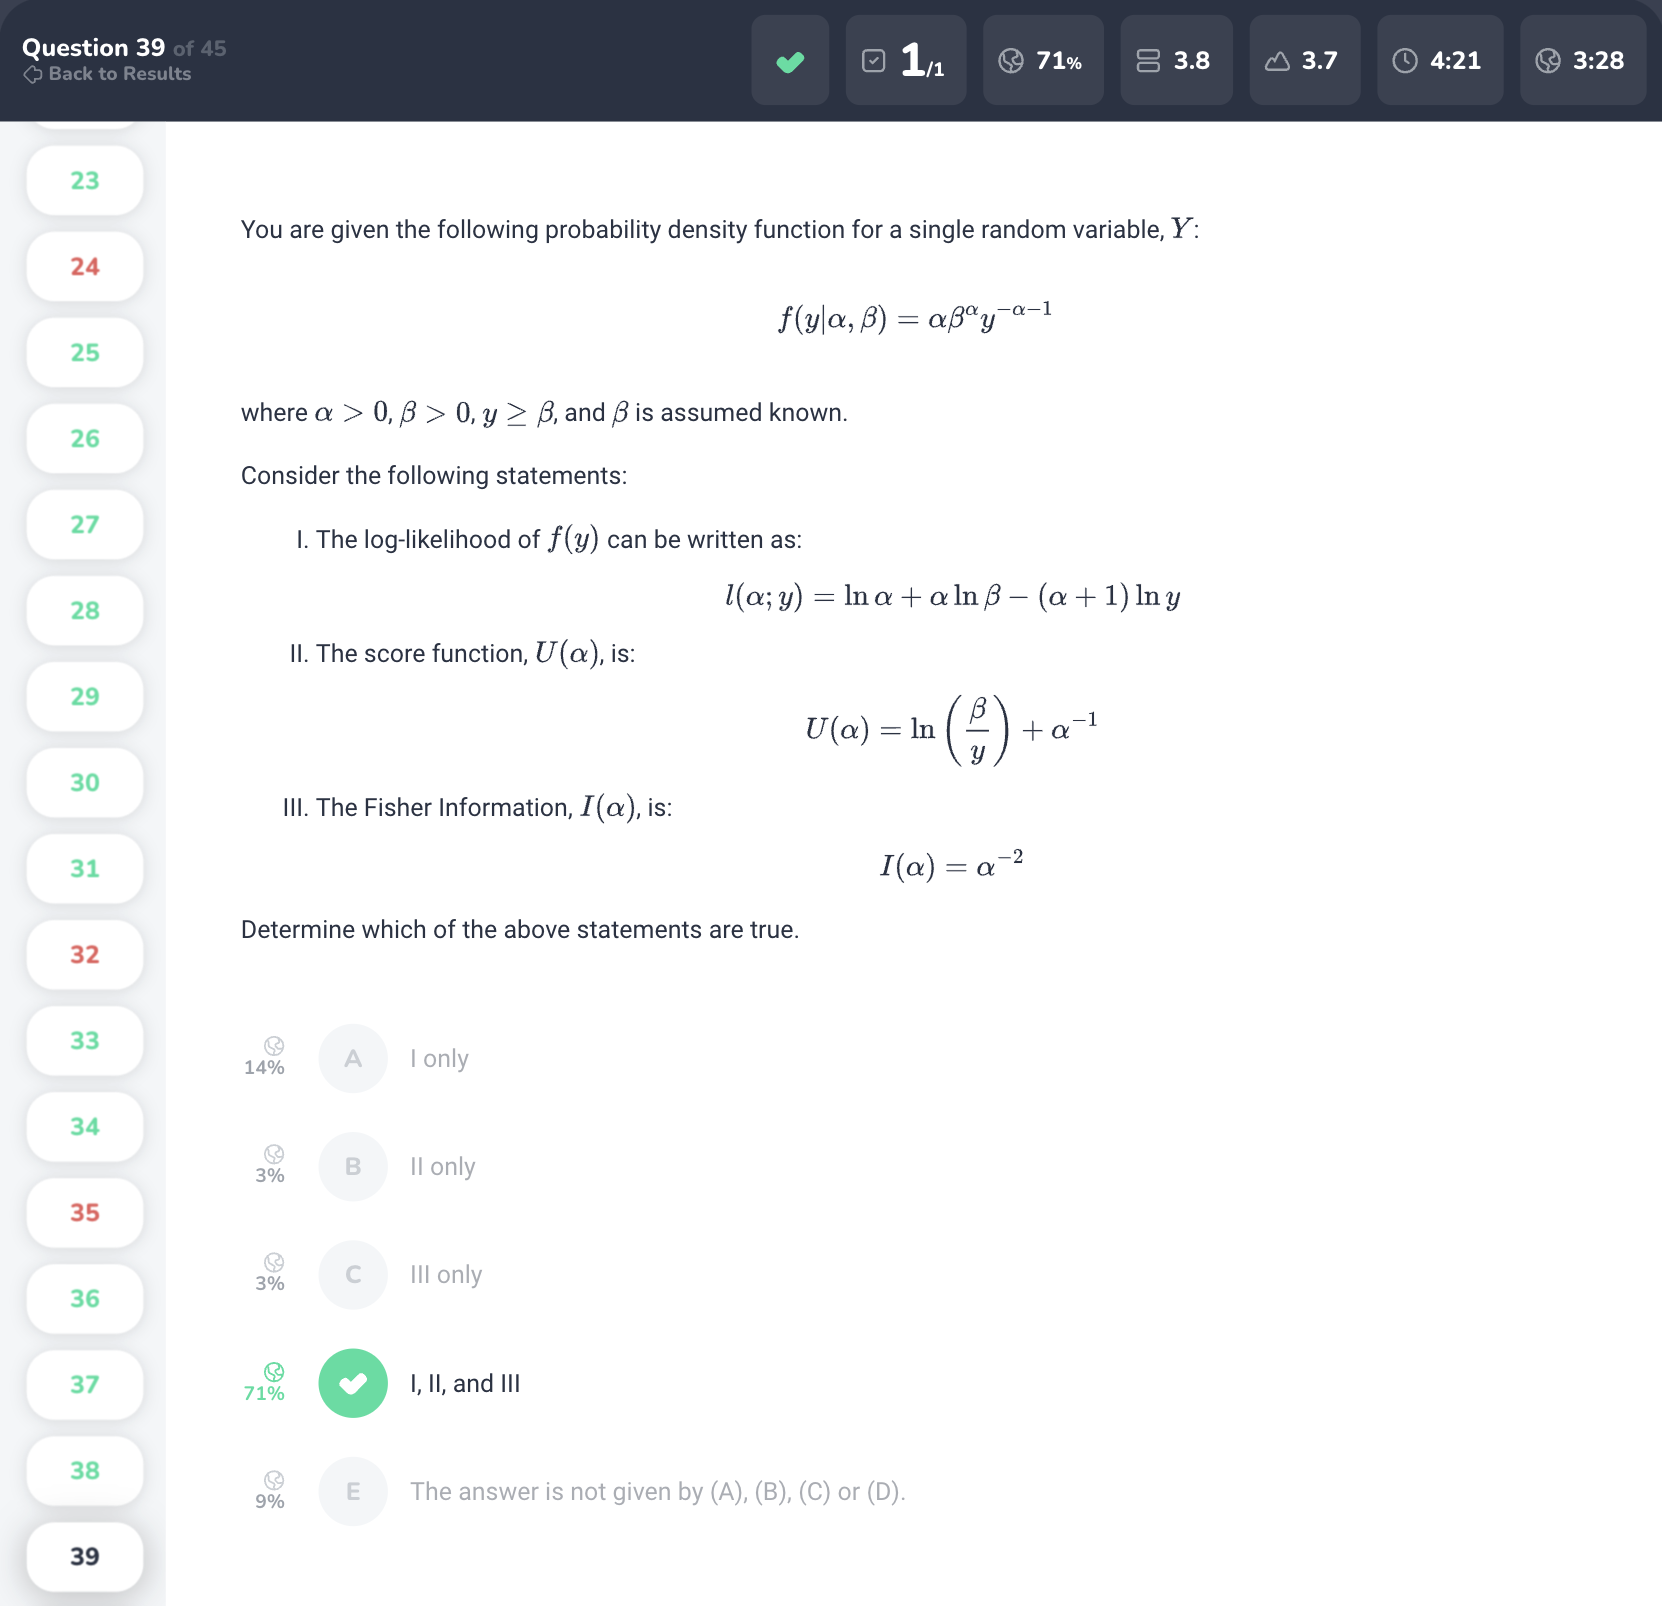 Question 39 of 45
Back to Results
1/1
71%
3.8
3.7
4:21
3:28
23
24
25
26
27
28
29
30
31
32
33
34
35
36
37
38
39
You are given the following probability density function for a single random variable, Y:
f(y|α, β) = αβ^α y^{−α−1}
where α > 0, β > 0, y ≥ β, and β is assumed known.
Consider the following statements:
I. The log-likelihood of f(y) can be written as:
l(α; y) = ln α + α ln β − (α + 1) ln y
II. The score function, U(α), is:
U(α) = ln (β/y) + α^{−1}
III. The Fisher Information, I(α), is:
I(α) = α^{−2}
Determine which of the above statements are true.
14% A I only
3% B II only
3% C III only
71% I, II, and III
9% E The answer is not given by (A), (B), (C) or (D).